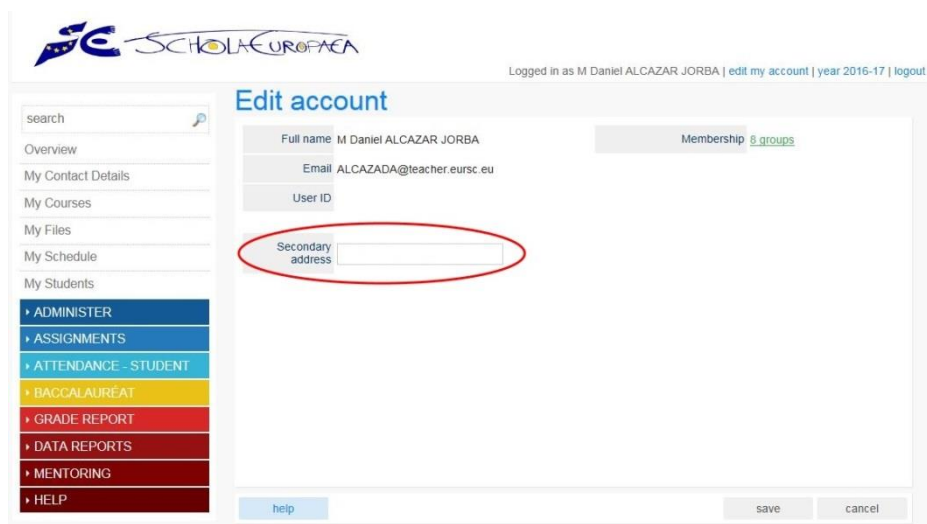 SCHOLA EUROPAEA
Logged in as M Daniel ALCAZAR JORBA | edit my account | year 2016-17 | logout
Edit account
search
Overview
My Contact Details
My Courses
My Files
My Schedule
My Students
▸ ADMINISTER
▸ ASSIGNMENTS
▸ ATTENDANCE - STUDENT
▸ BACCALAURÉAT
▸ GRADE REPORT
▸ DATA REPORTS
▸ MENTORING
▸ HELP
Full name M Daniel ALCAZAR JORBA
Membership 8 groups
Email ALCAZADA@teacher.eursc.eu
User ID
Secondary
address
help
save
cancel